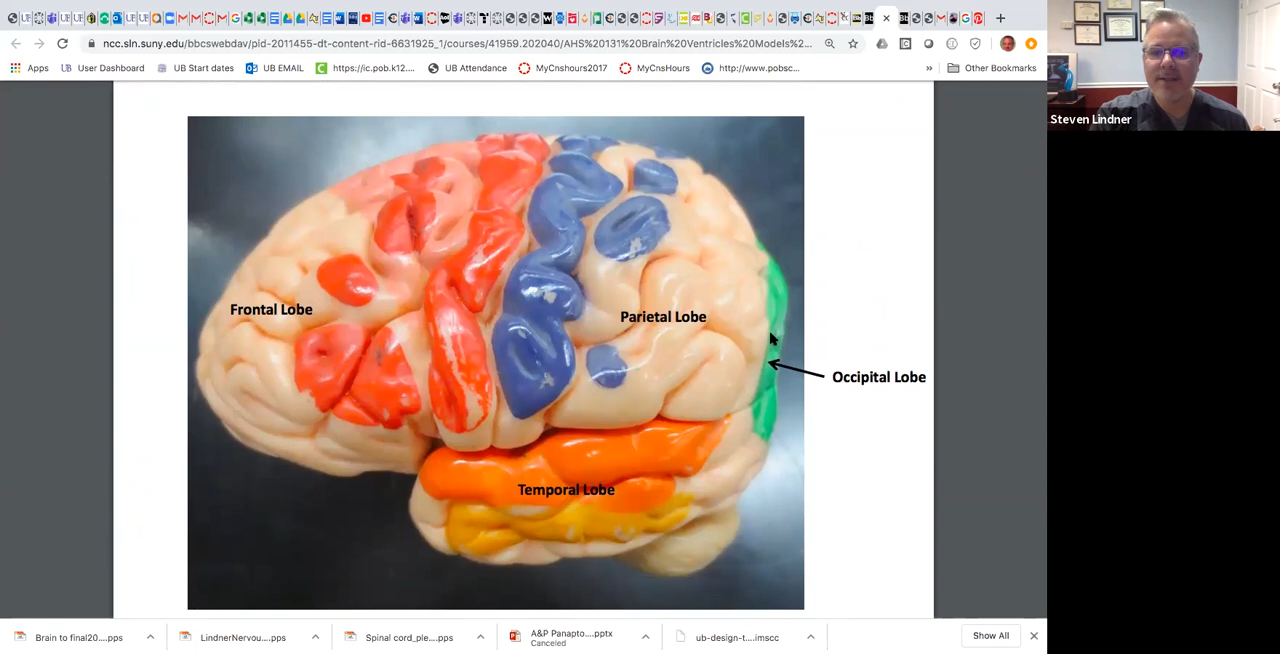 ncc.sln.suny.edu/bbcswebdav/pid-2011455-dt-content-rid-6631925_1/courses/41959.202040/AHS%20131%20Brain%20Ventricles%20Models%2...
Apps
User Dashboard
UB Start dates
UB EMAIL
https://ic.pob.k12....
UB Attendance
MyCnshours2017
MyCnsHours
http://www.pobsc...
»
Other Bookmarks
Steven Lindner
Frontal Lobe
Parietal Lobe
Occipital Lobe
Temporal Lobe
Brain to final20....pps
LindnerNervou....pps
Spinal cord_ple....pps
A&P Panapto....pptx
Canceled
ub-design-t....imscc
Show All